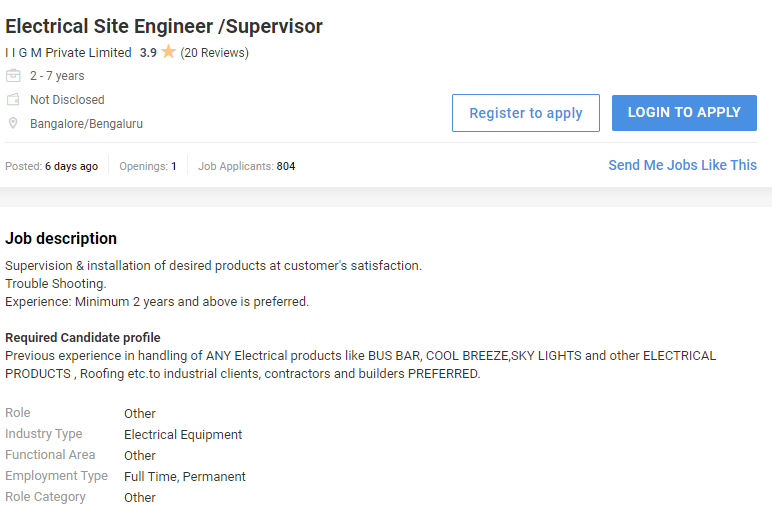 Electrical Site Engineer /Supervisor
I I G M Private Limited 3.9 (20 Reviews)
2 - 7 years
Not Disclosed
Bangalore/Bengaluru
Register to apply
LOGIN TO APPLY
Posted: 6 days ago Openings: 1 Job Applicants: 804
Send Me Jobs Like This
Job description
Supervision & installation of desired products at customer's satisfaction.
Trouble Shooting.
Experience: Minimum 2 years and above is preferred.
Required Candidate profile
Previous experience in handling of ANY Electrical products like BUS BAR, COOL BREEZE,SKY LIGHTS and other ELECTRICAL
PRODUCTS , Roofing etc.to industrial clients, contractors and builders PREFERRED.
Role Other
Industry Type Electrical Equipment
Functional Area Other
Employment Type Full Time, Permanent
Role Category Other